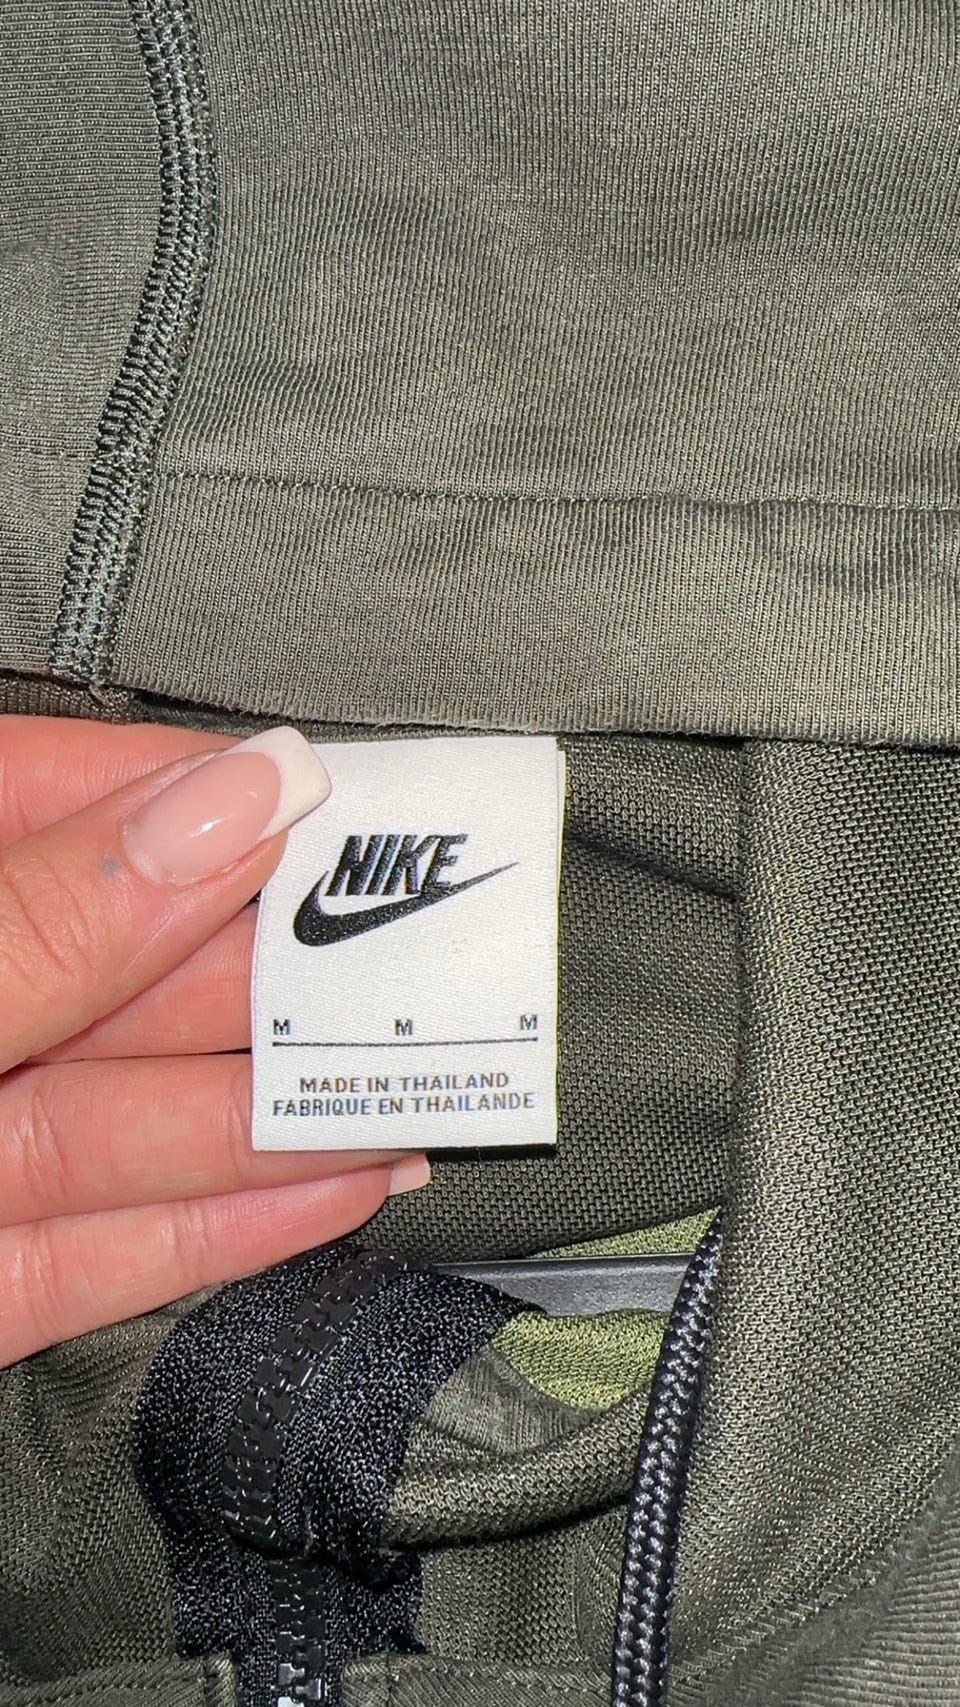 NIKE
M M M
MADE IN THAILAND
FABRIQUE EN THAILANDE